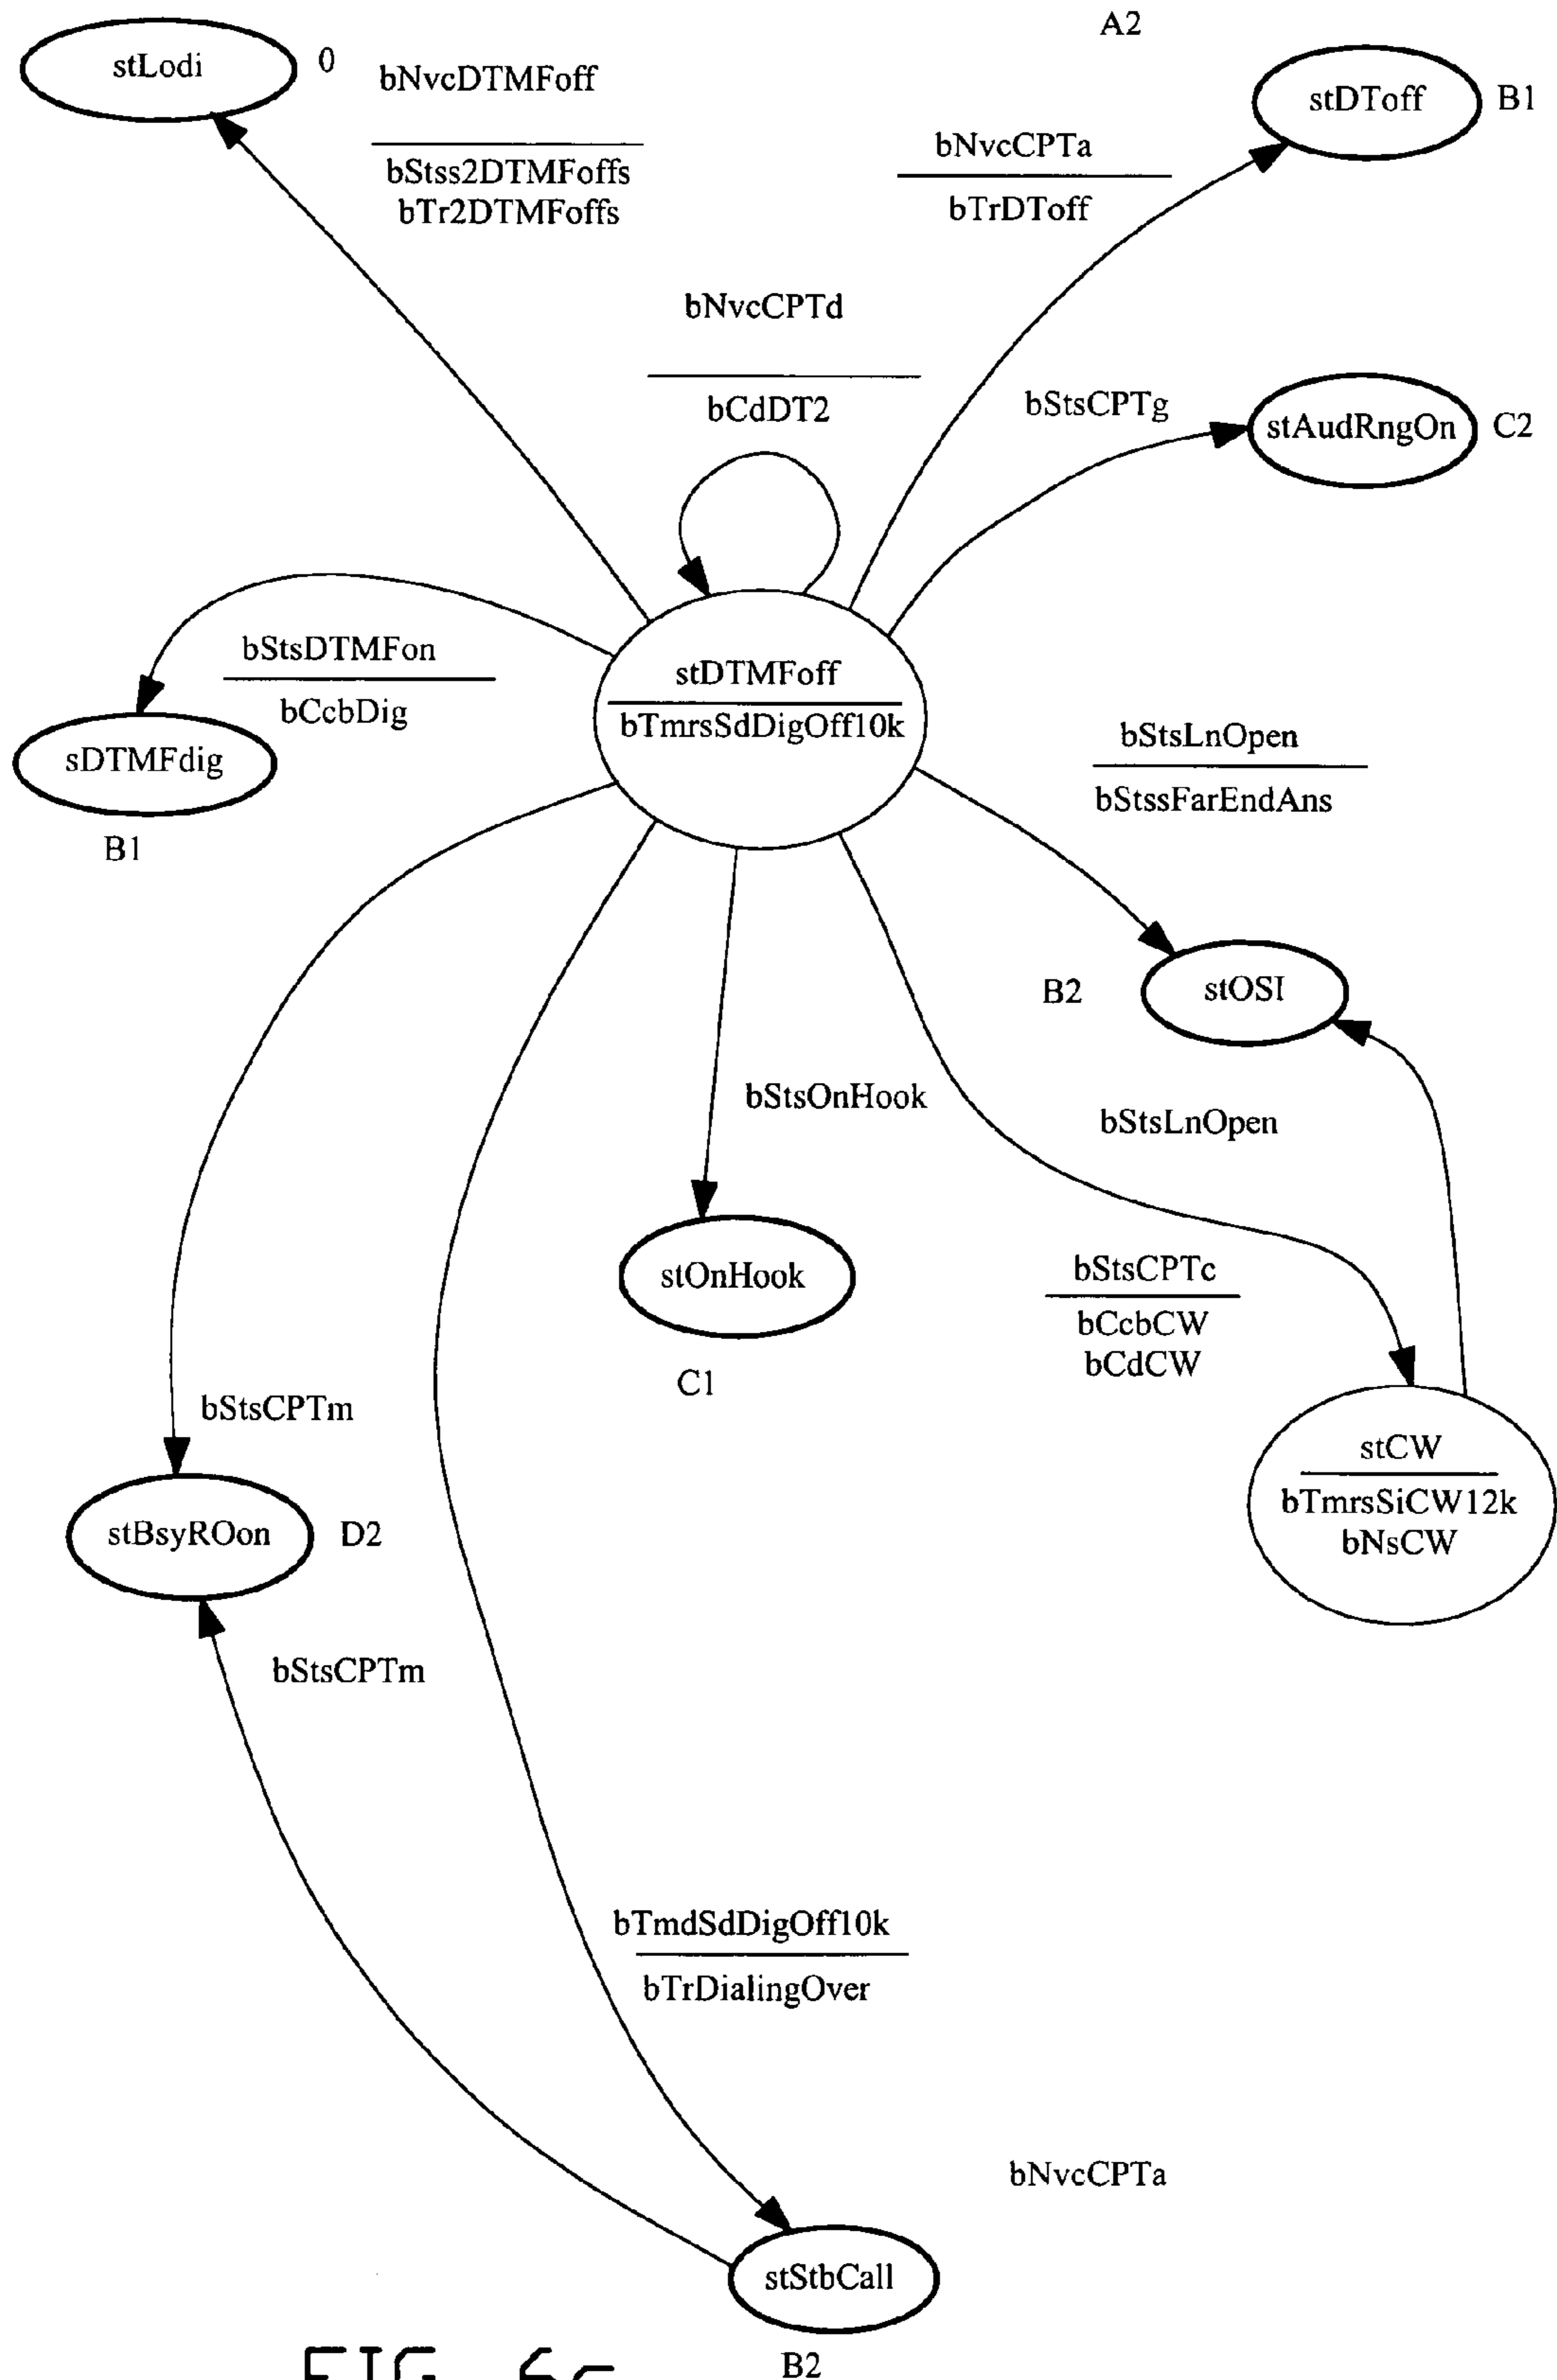 A2
stLodi
0
bNvcDTMFoff
bStss2DTMFoffs
bTr2DTMFoffs
stDToff
B1
bNvcCPTa
bTrDToff
bNvcCPTd
bCdDT2
bStsCPTg
stAudRngOn
C2
bStsDTMFon
bCcbDig
sDTMFdig
B1
stDTMFoff
bTmrsSdDigOff10k
bStsLnOpen
bStssFarEndAns
B2
stOSI
bStsOnHook
bStsLnOpen
stOnHook
C1
bStsCPTc
bCcbCW
bCdCW
bStsCPTm
stCW
bTmrsSiCW12k
bNsCW
stBsyROon
D2
bStsCPTm
bTmdSdDigOff10k
bTrDialingOver
bNvcCPTa
stStbCall
B2
FIG. 6c